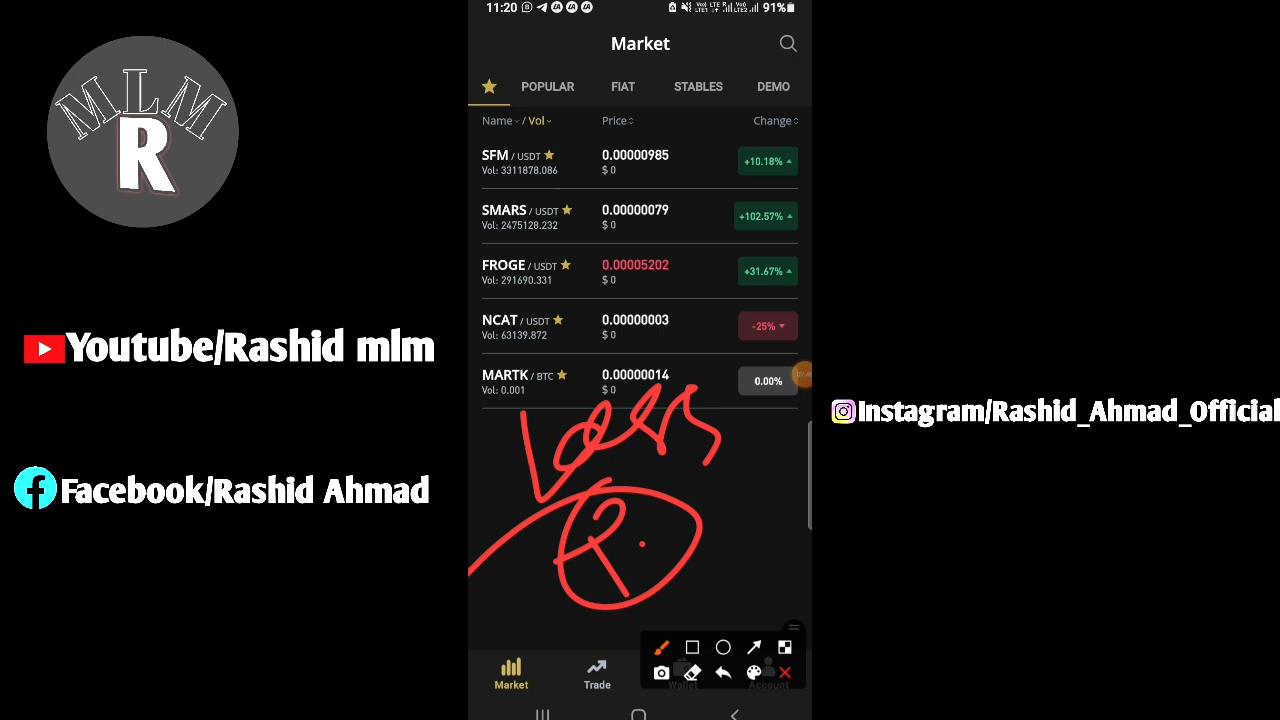 11:20 91%
Market
POPULAR FIAT STABLES DEMO
Name / Vol Price Change
SFM / USDT 0.00000985 +10.18%
Vol: 3311878.086 $ 0
SMARS / USDT 0.00000079 +102.57%
Vol: 2475128.232 $ 0
FROGE / USDT 0.00005202 +31.67%
Vol: 291690.331 $ 0
NCAT / USDT 0.00000003 -25%
Vol: 63139.872 $ 0
MARTK / BTC 0.00000014 0.00%
Vol: 0.001 $ 0
R.
Market Trade Wallet Account
MLM
R
Youtube/Rashid mlm
Facebook/Rashid Ahmad
Instagram/Rashid_Ahmad_Official